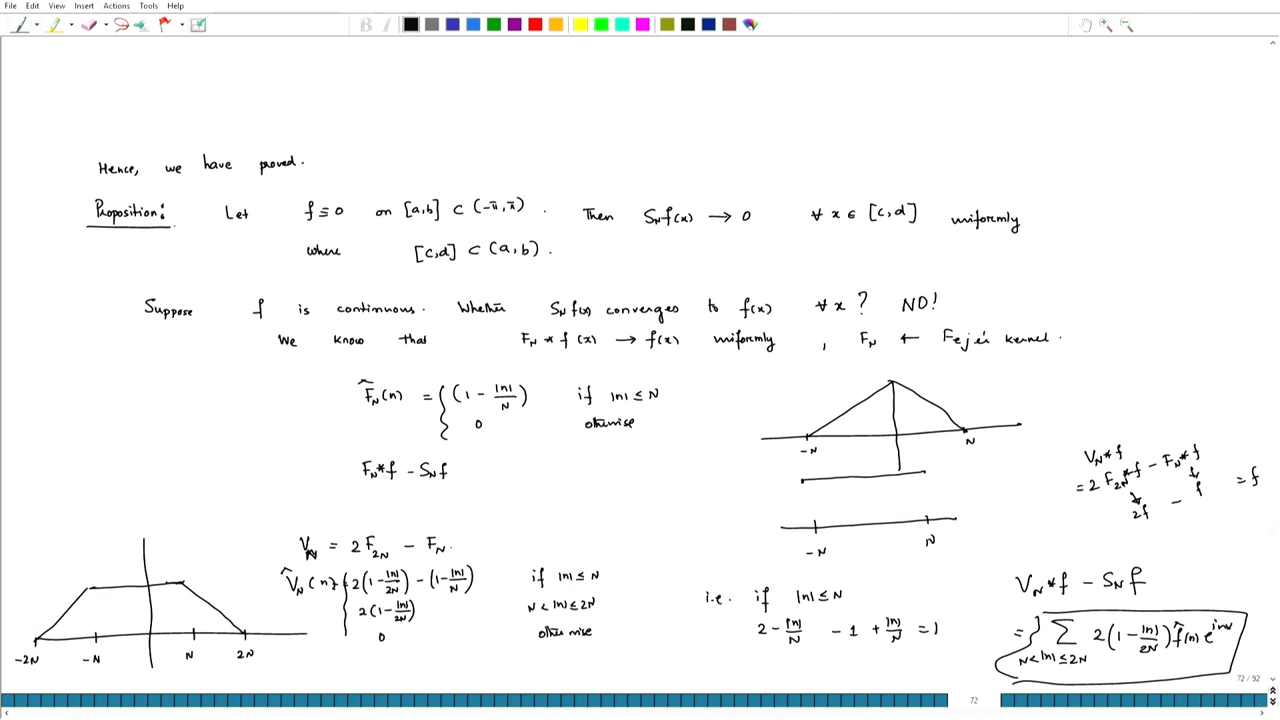 File Edit View Insert Actions Tools Help
Hence, we have proved.
Proposition: Let f ≡ 0 on [a,b] ⊂ (-π,π). Then S_N f(x) → 0 ∀ x ∈ [c,d] uniformly
where [c,d] ⊂ (a,b).
Suppose f is continuous. Whether S_N f(x) converges to f(x) ∀ x ? NO!
We know that F_N * f (x) → f(x) uniformly , F_N ← Fejér kernel.
F̂_N(n) = { (1 - |n|/N) if |n| ≤ N
0 otherwise
-N N
F_N * f - S_N f
V_N * f
= 2 F_2N * f - F_N * f
2f - f = f
-N N
V_N = 2 F_2N - F_N.
V̂_N(n) = { 2(1 - |n|/2N) - (1 - |n|/N) if |n| ≤ N
2(1 - |n|/2N) N < |n| ≤ 2N
0 otherwise
-2N -N N 2N
i.e. if |n| ≤ N
2 - |n|/N - 1 + |n|/N = 1
V_N * f - S_N f
= { ∑ 2(1 - |n|/2N) f̂(n) e^{inx}
N < |n| ≤ 2N
72 / 92
72